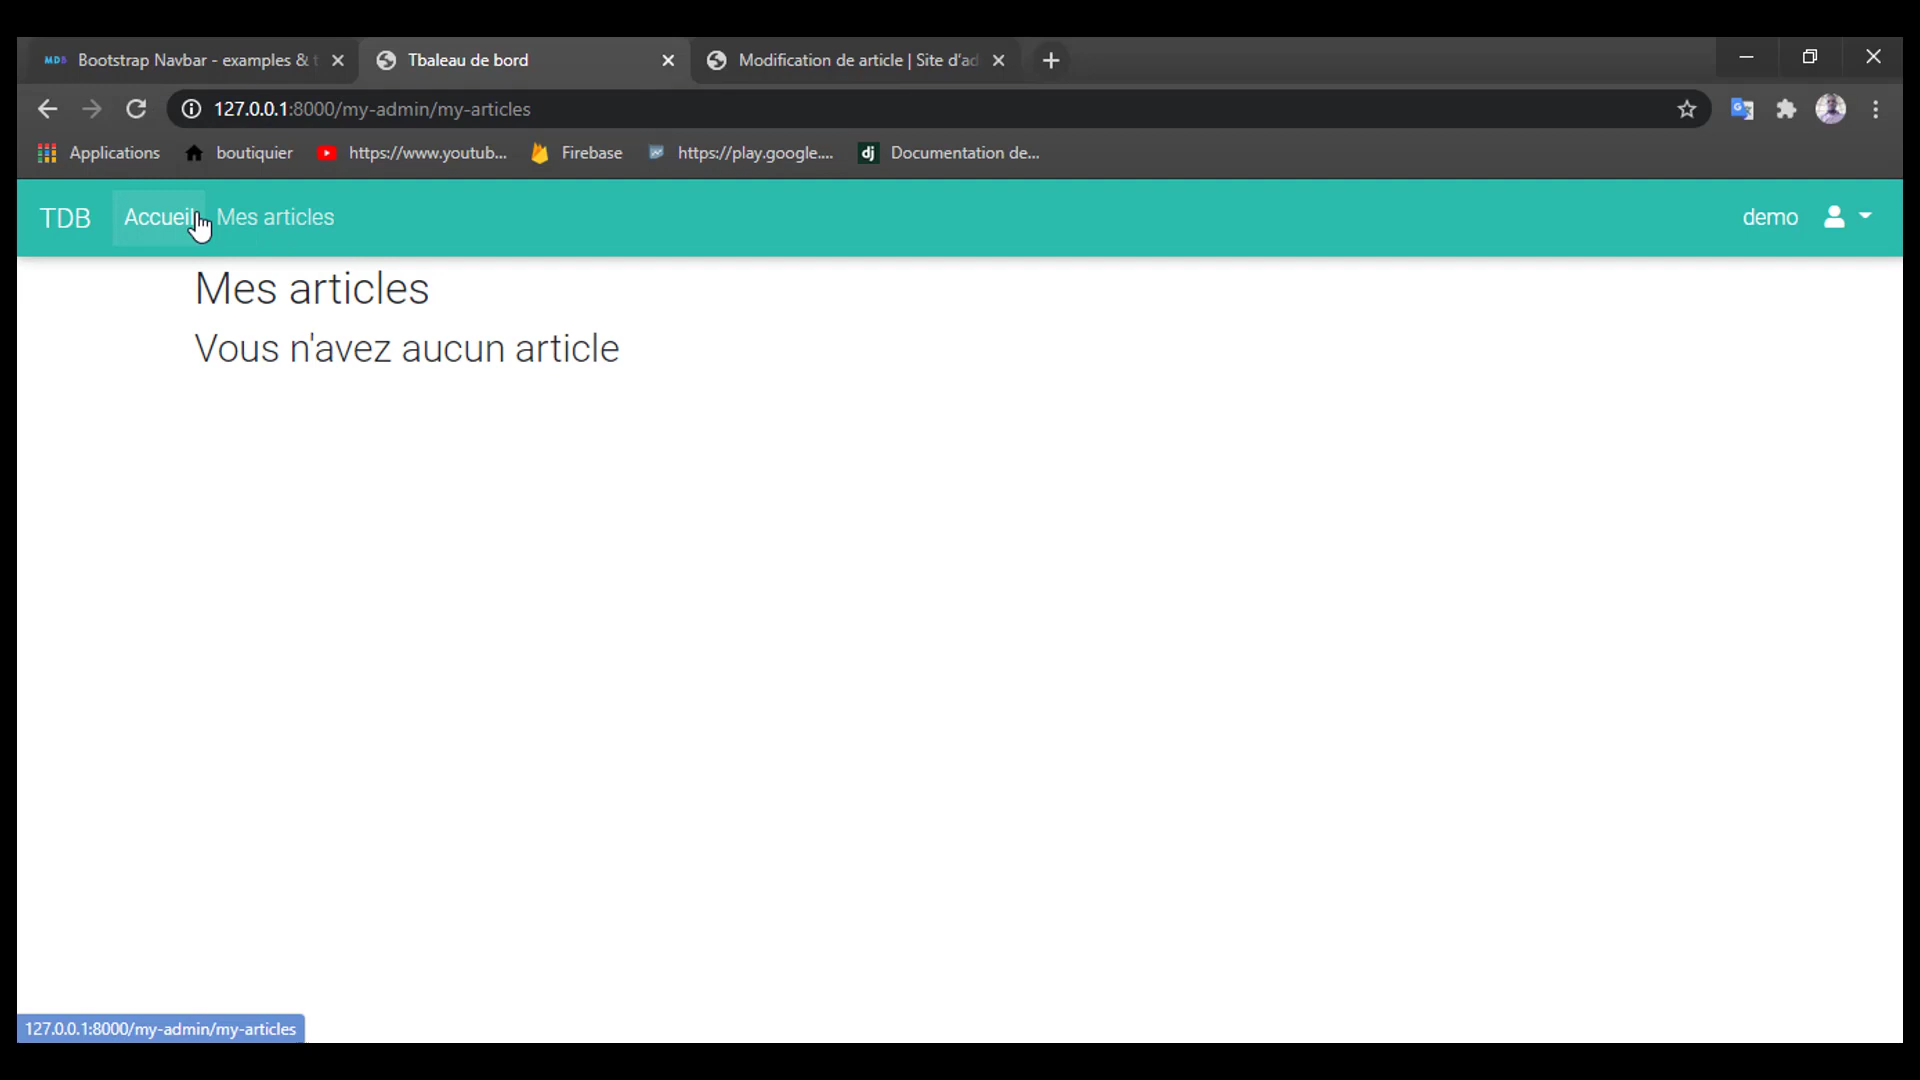 Bootstrap Navbar - examples & t
Tbaleau de bord
Modification de article | Site d'ad
127.0.0.1:8000/my-admin/my-articles
Applications
boutiquier
https://www.youtub...
Firebase
https://play.google....
dj
Documentation de...
TDB
Accueil
Mes articles
demo
Mes articles
Vous n'avez aucun article
127.0.0.1:8000/my-admin/my-articles